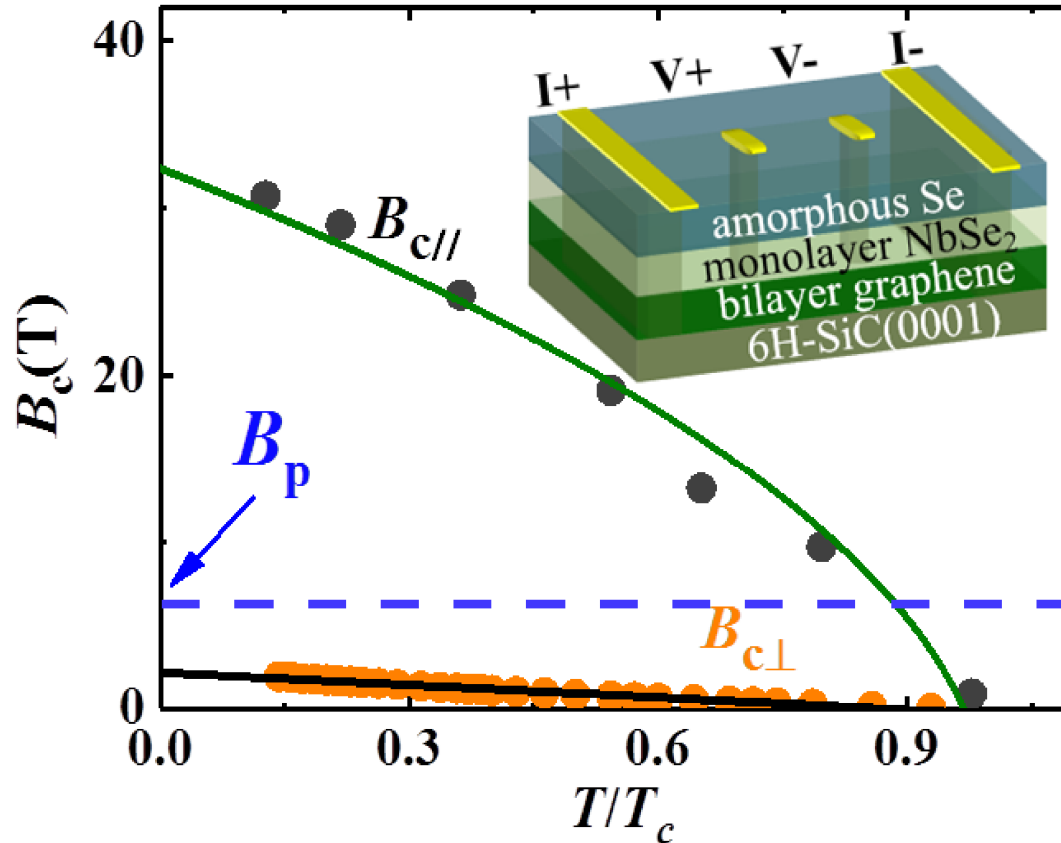 40
20
0
B_c(T)
I+ V+ V- I-
amorphous Se
monolayer NbSe₂
bilayer graphene
6H-SiC(0001)
B_c//
B_p
B_c⊥
0.0 0.3 0.6 0.9
T/T_c